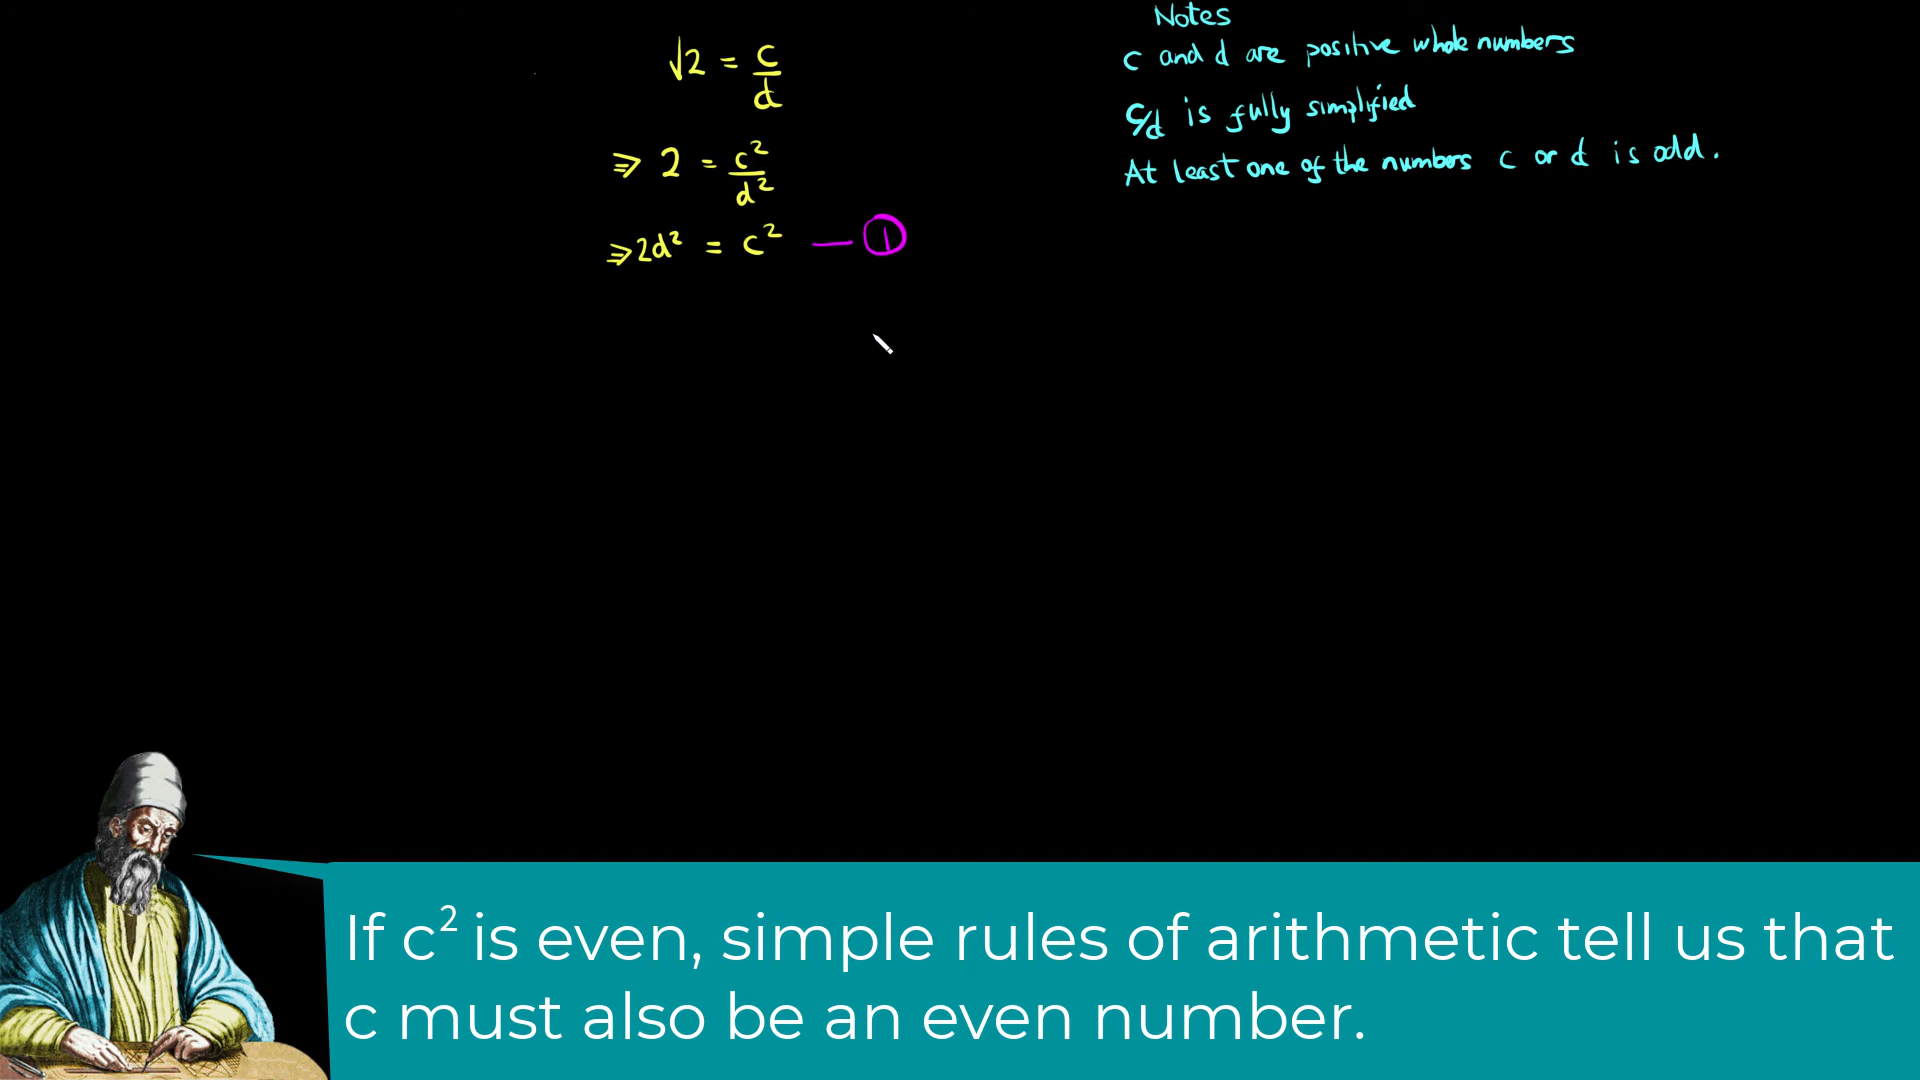 √2 = c/d
⇒ 2 = c²/d²
⇒ 2d² = c² — ①
Notes
c and d are positive whole numbers
c/d is fully simplified
At least one of the numbers c or d is odd.
If c² is even, simple rules of arithmetic tell us that
c must also be an even number.